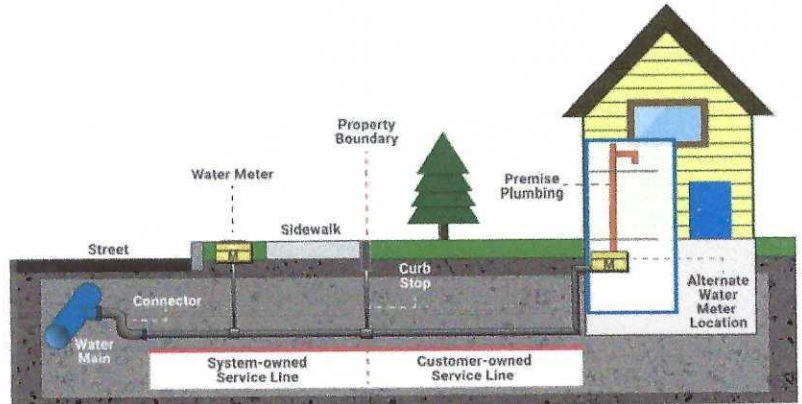 Property
Boundary
Water Meter
Premise
Plumbing
Sidewalk
Street
M
M
Curb
Stop
Connector
Alternate
Water
Meter
Location
Water
Main
System-owned
Service Line
Customer-owned
Service Line